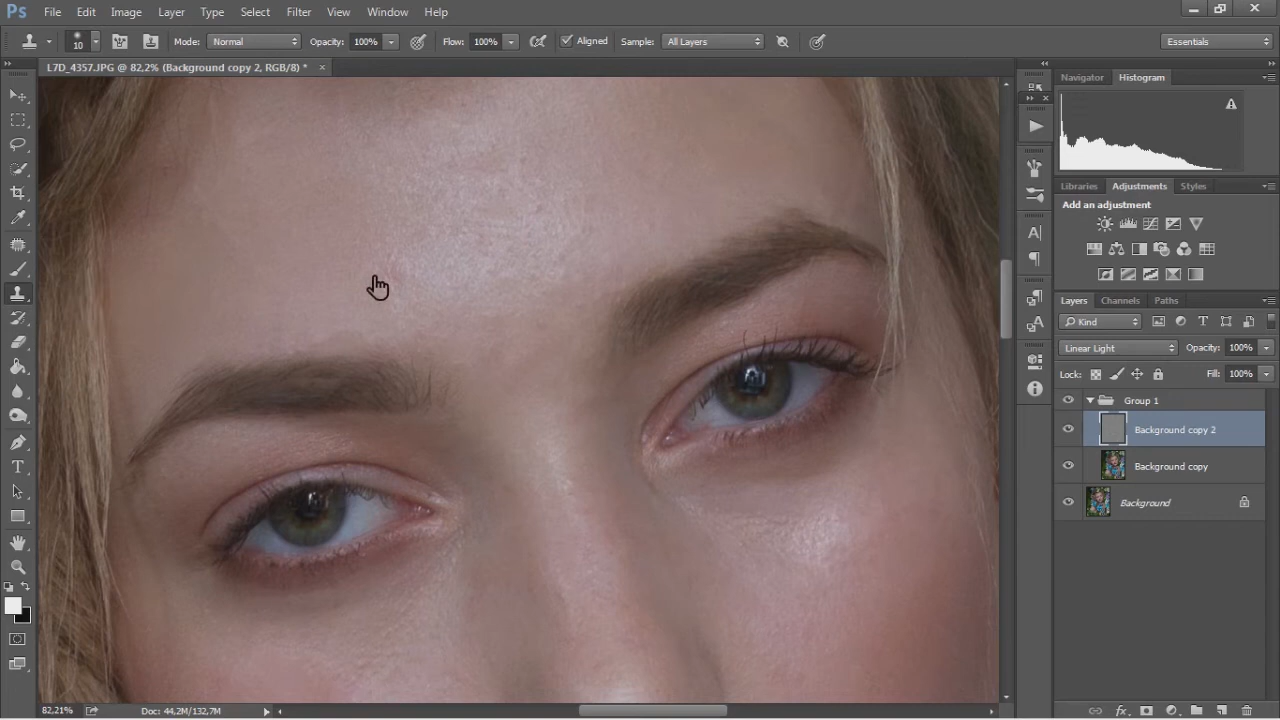 Ps File Edit Image Layer Type Select Filter View Window Help
10 Mode: Normal Opacity: 100% Flow: 100% Aligned Sample: All Layers Essentials
L7D_4357.JPG @ 82,2% (Background copy 2, RGB/8) * ×
Navigator Histogram
Libraries Adjustments Styles
Add an adjustment
Layers Channels Paths
Kind
Linear Light Opacity: 100%
Lock: Fill: 100%
Group 1
Background copy 2
Background copy
Background
82,21% Doc: 44,2M/132,7M